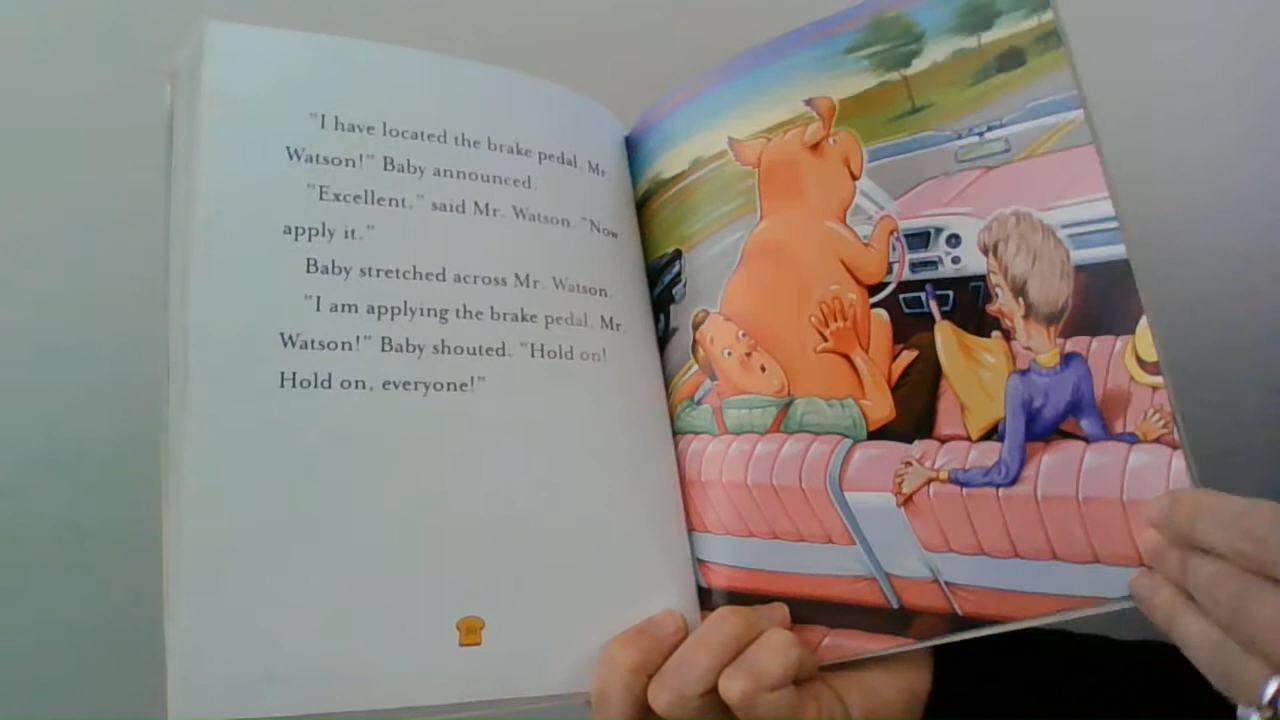 "I have located the brake pedal, Mr.
Watson!" Baby announced.
"Excellent," said Mr. Watson. "Now
apply it."
Baby stretched across Mr. Watson.
"I am applying the brake pedal, Mr.
Watson!" Baby shouted. "Hold on!
Hold on, everyone!"